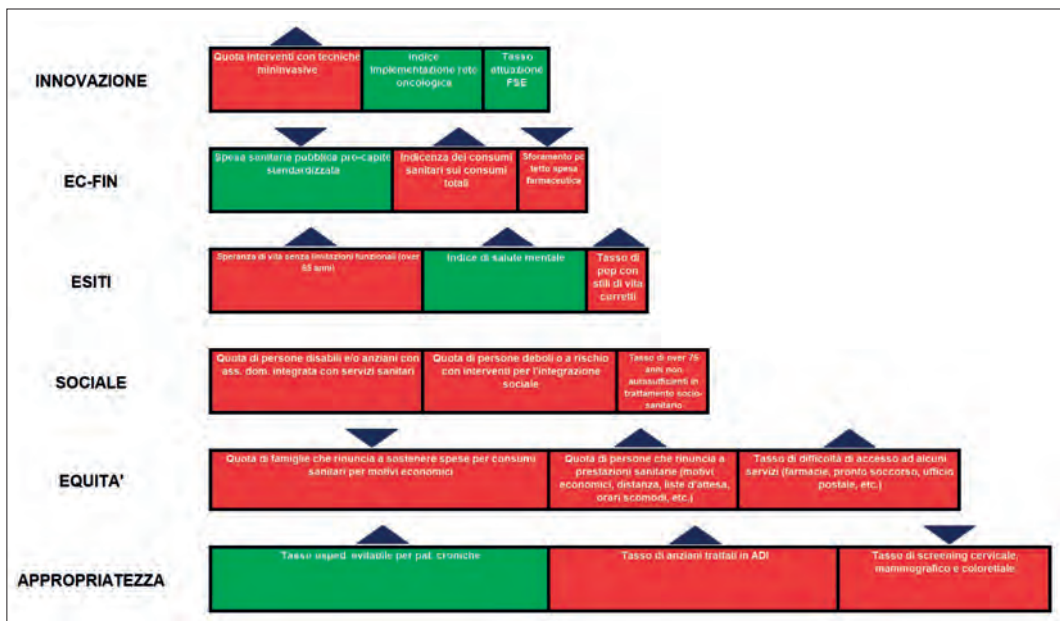 INNOVAZIONE
Quota interventi con tecniche
mininvasive
Indice
implementazione rete
oncologica
Tasso
attuazione
FSE
EC-FIN
Spesa sanitaria pubblica pro-capite
standardizzata
Incidenza dei consumi
sanitari sui consumi
totali
Sforamento pc
tetto spesa
farmaceutica
ESITI
Speranza di vita senza limitazioni funzionali (over
65 anni)
Indice di salute mentale
Tasso di
pop con
stili di vita
corretti
SOCIALE
Quota di persone disabili e/o anziani con
ass. dom. integrata con servizi sanitari
Quota di persone deboli o a rischio
con interventi per l'integrazione
sociale
Tasso di over 75
anni non
autosufficienti in
trattamento socio-
sanitario
EQUITA'
Quota di famiglie che rinuncia a sostenere spese per consumi
sanitari per motivi economici
Quota di persone che rinuncia a
prestazioni sanitarie (motivi
economici, distanza, liste d'attesa,
orari scomodi, etc.)
Tasso di difficoltà di accesso ad alcuni
servizi (farmacie, pronto soccorso, ufficio
postale, etc.)
APPROPRIATEZZA
Tasso osped. evitabile per pat. croniche
Tasso di anziani trattati in ADI
Tasso di screening cervicale,
mammografico e colorettale